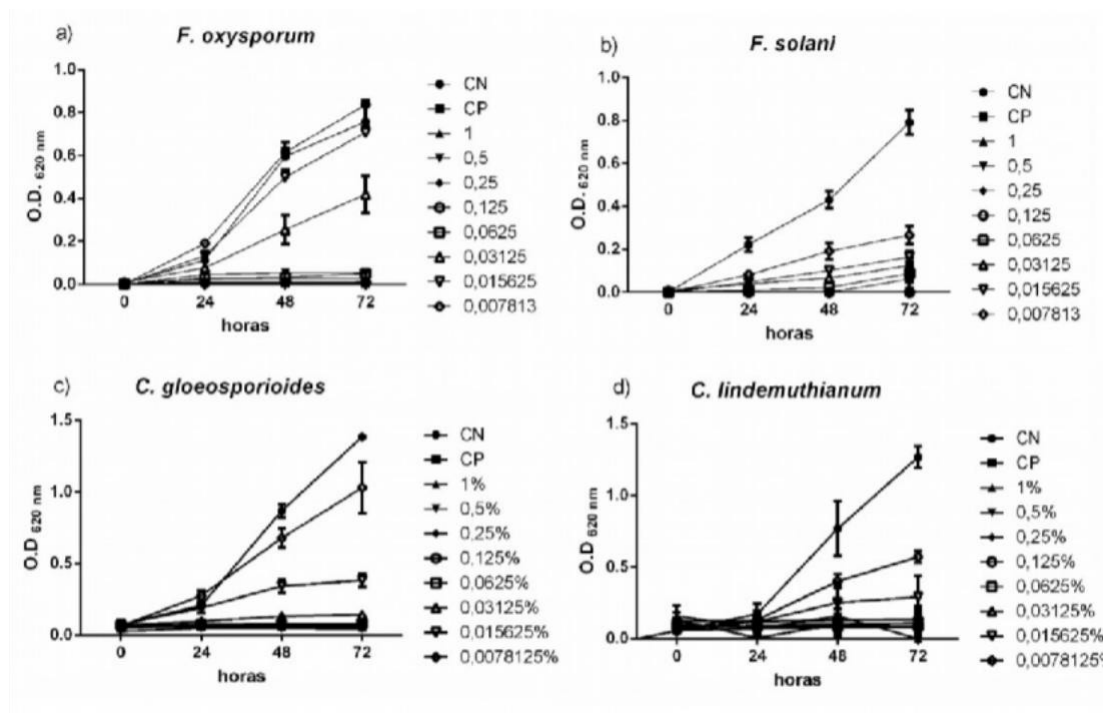 a)
F. oxysporum
1.0
0.8
0.6
0.4
0.2
0.0
O.D. 620 nm
0
24
48
72
horas
CN
CP
1
0,5
0,25
0,125
0,0625
0,03125
0,015625
0,007813
b)
F. solani
1.0
0.8
0.6
0.4
0.2
0.0
O.D. 620 nm
0
24
48
72
horas
CN
CP
1
0,5
0,25
0,125
0,0625
0,03125
0,015625
0,007813
c)
C. gloeosporioides
1.5
1.0
0.5
0.0
O.D 620 nm
0
24
48
72
horas
CN
CP
1%
0,5%
0,25%
0,125%
0,0625%
0,03125%
0,015625%
0,0078125%
d)
C. lindemuthianum
1.5
1.0
0.5
0.0
O.D 620 nm
0
24
48
72
horas
CN
CP
1%
0,5%
0,25%
0,125%
0,0625%
0,03125%
0,015625%
0,0078125%